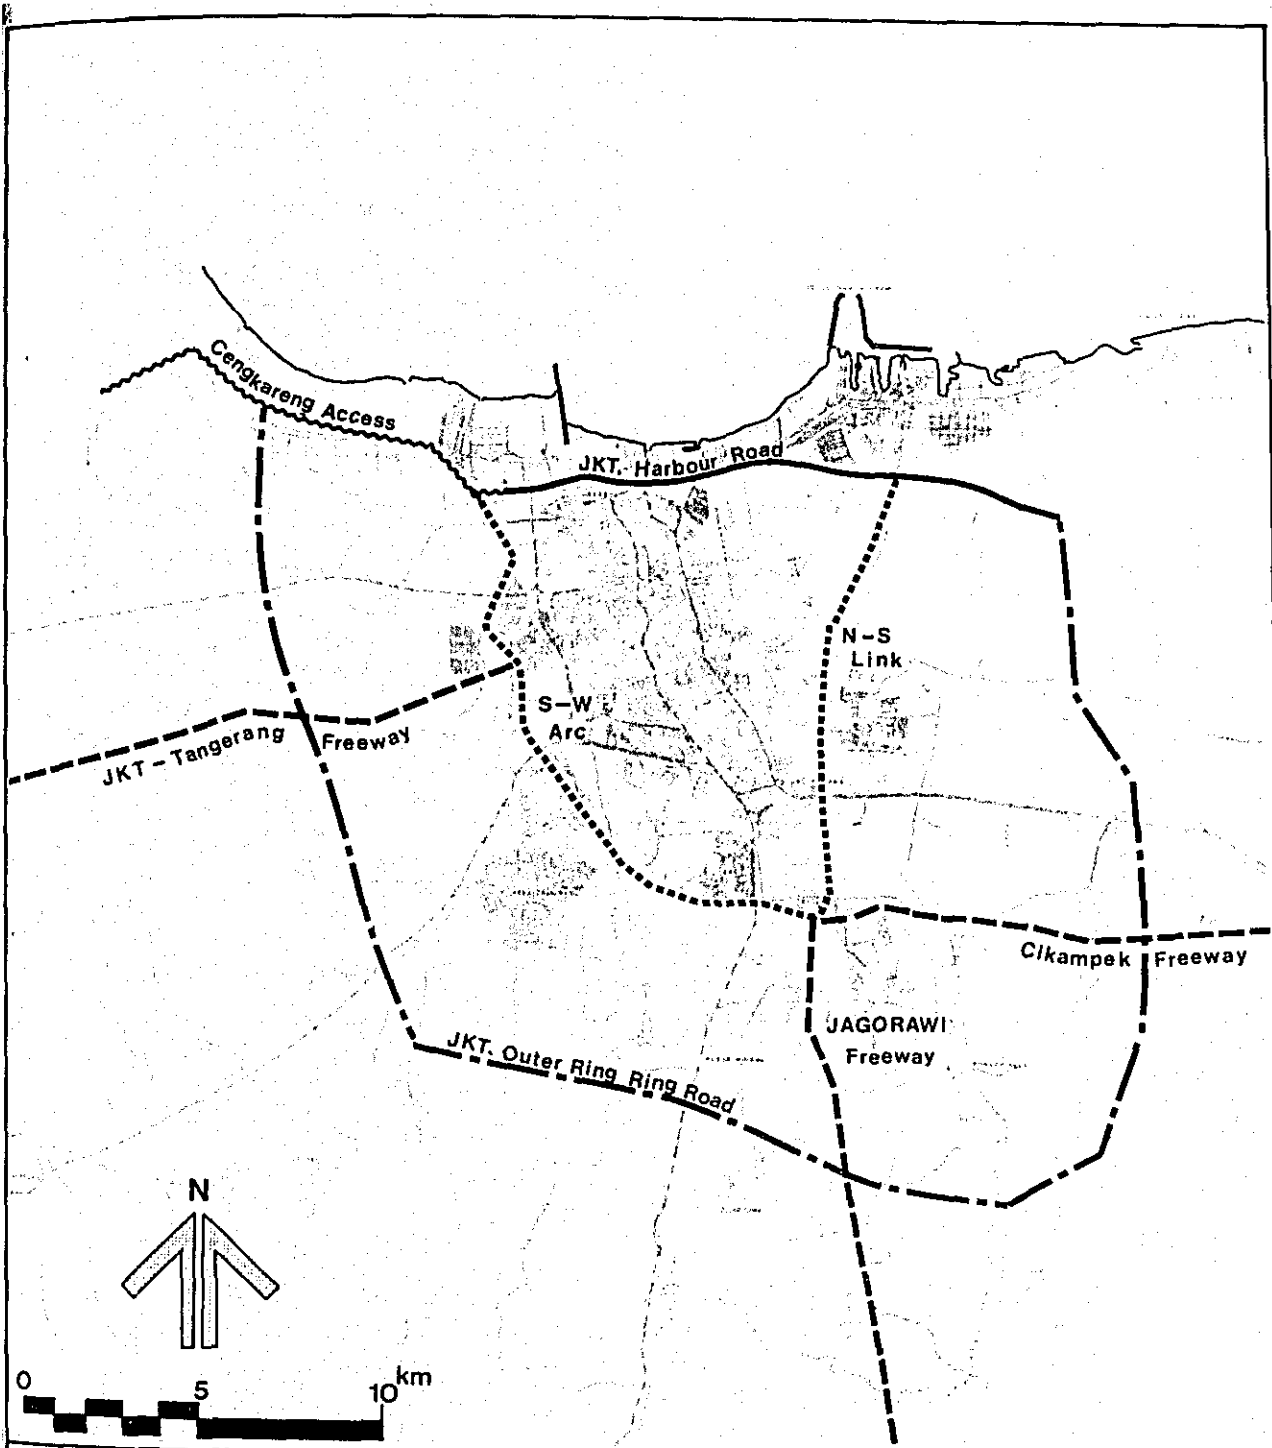 Cengkareng Access
JKT. Harbour Road
N-S
Link
S-W
Arc
JKT-Tangerang Freeway
Cikampek Freeway
JAGORAWI
Freeway
JKT. Outer Ring Ring Road
N
0 5 10 km